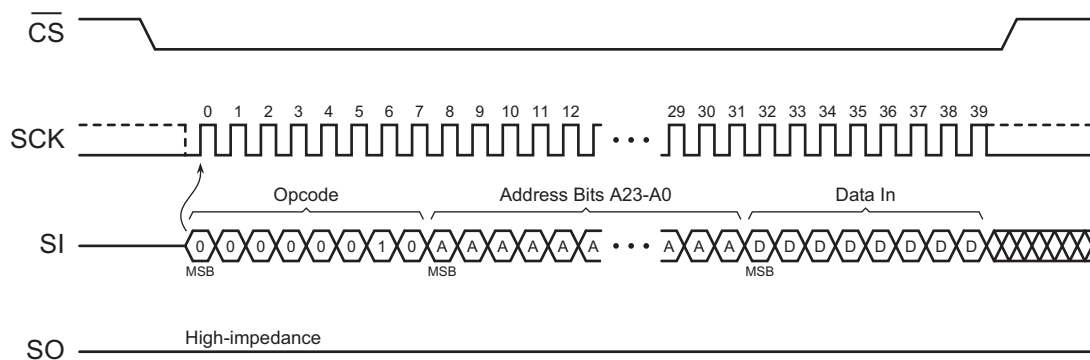 CS
0 1 2 3 4 5 6 7 8 9 10 11 12 29 30 31 32 33 34 35 36 37 38 39
SCK
Opcode Address Bits A23-A0 Data In
SI 0 0 0 0 0 0 1 0 A A A A A A A A A D D D D D D D D
MSB MSB MSB
High-impedance
SO